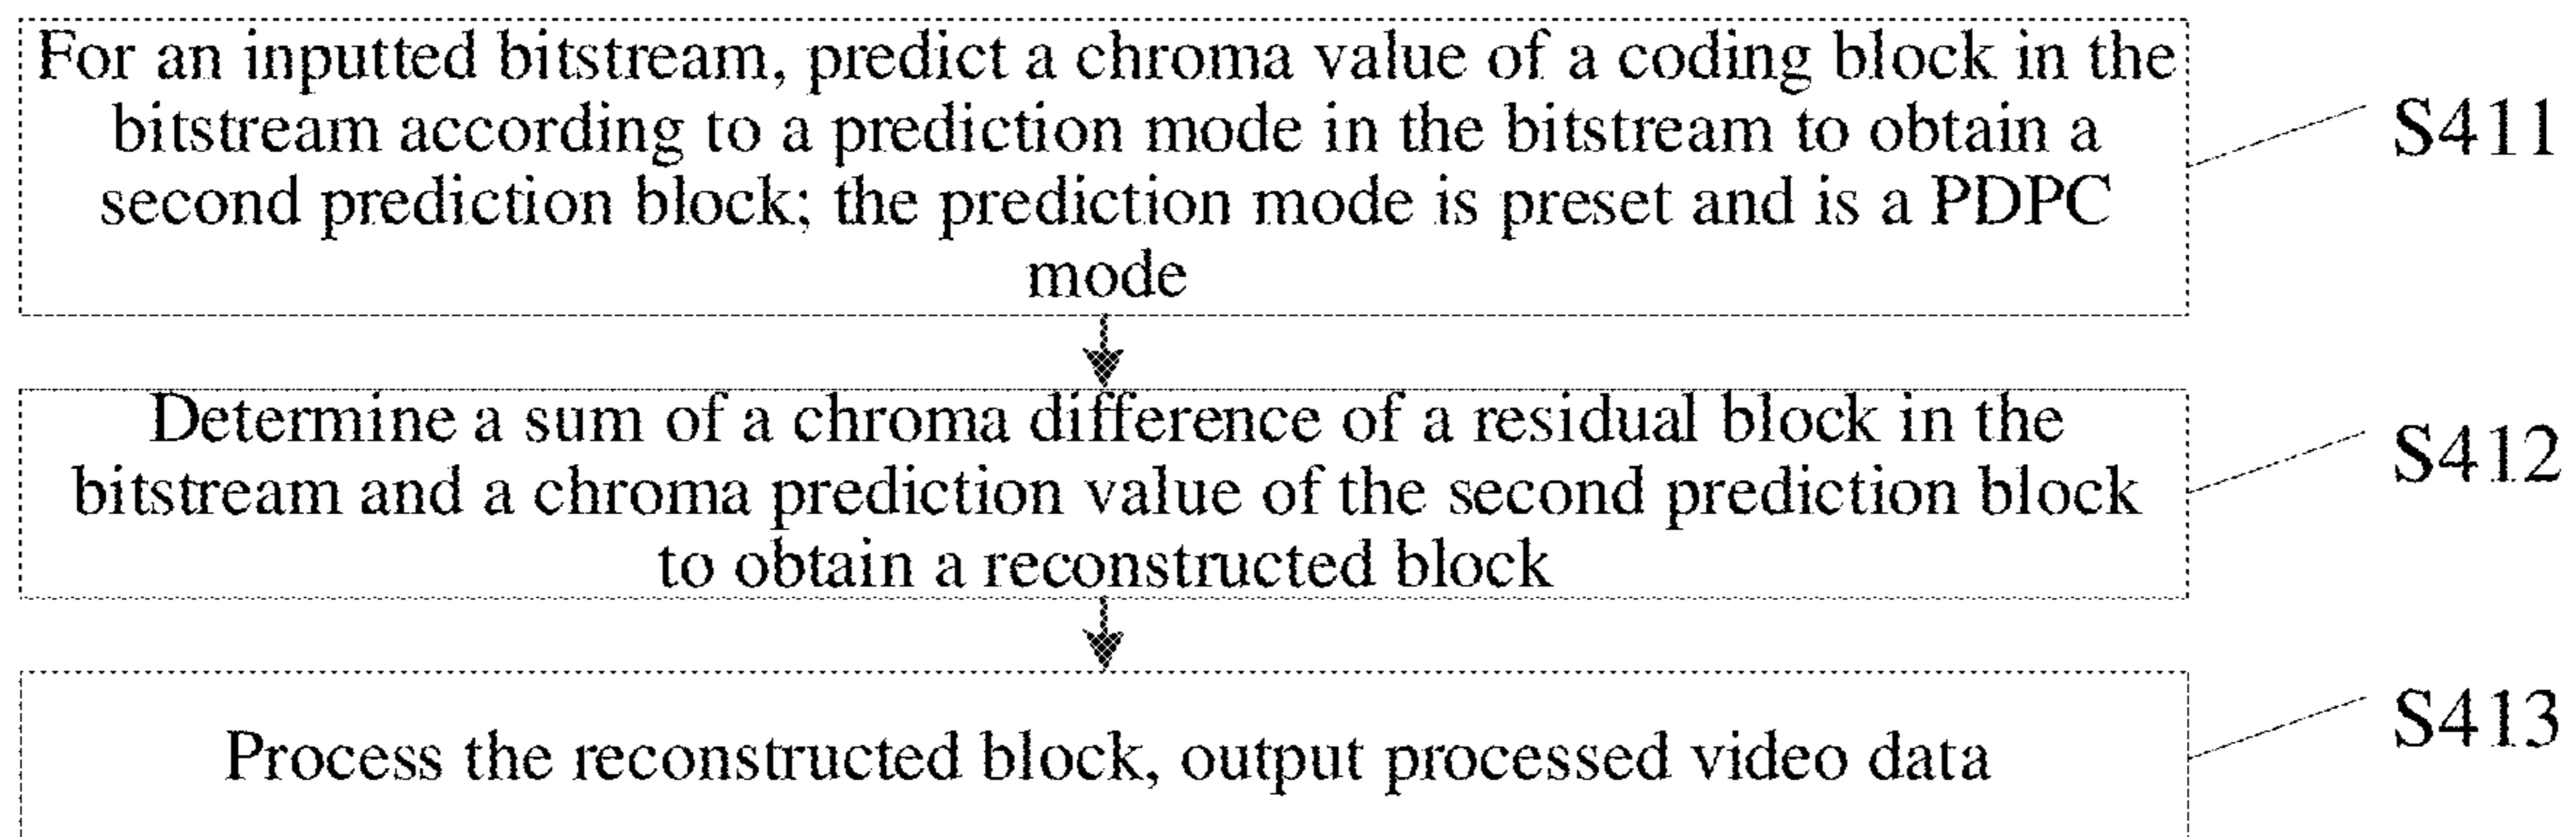 For an inputted bitstream, predict a chroma value of a coding block in the
bitstream according to a prediction mode in the bitstream to obtain a
second prediction block; the prediction mode is preset and is a PDPC
mode
S411
Determine a sum of a chroma difference of a residual block in the
bitstream and a chroma prediction value of the second prediction block
to obtain a reconstructed block
S412
Process the reconstructed block, output processed video data
S413